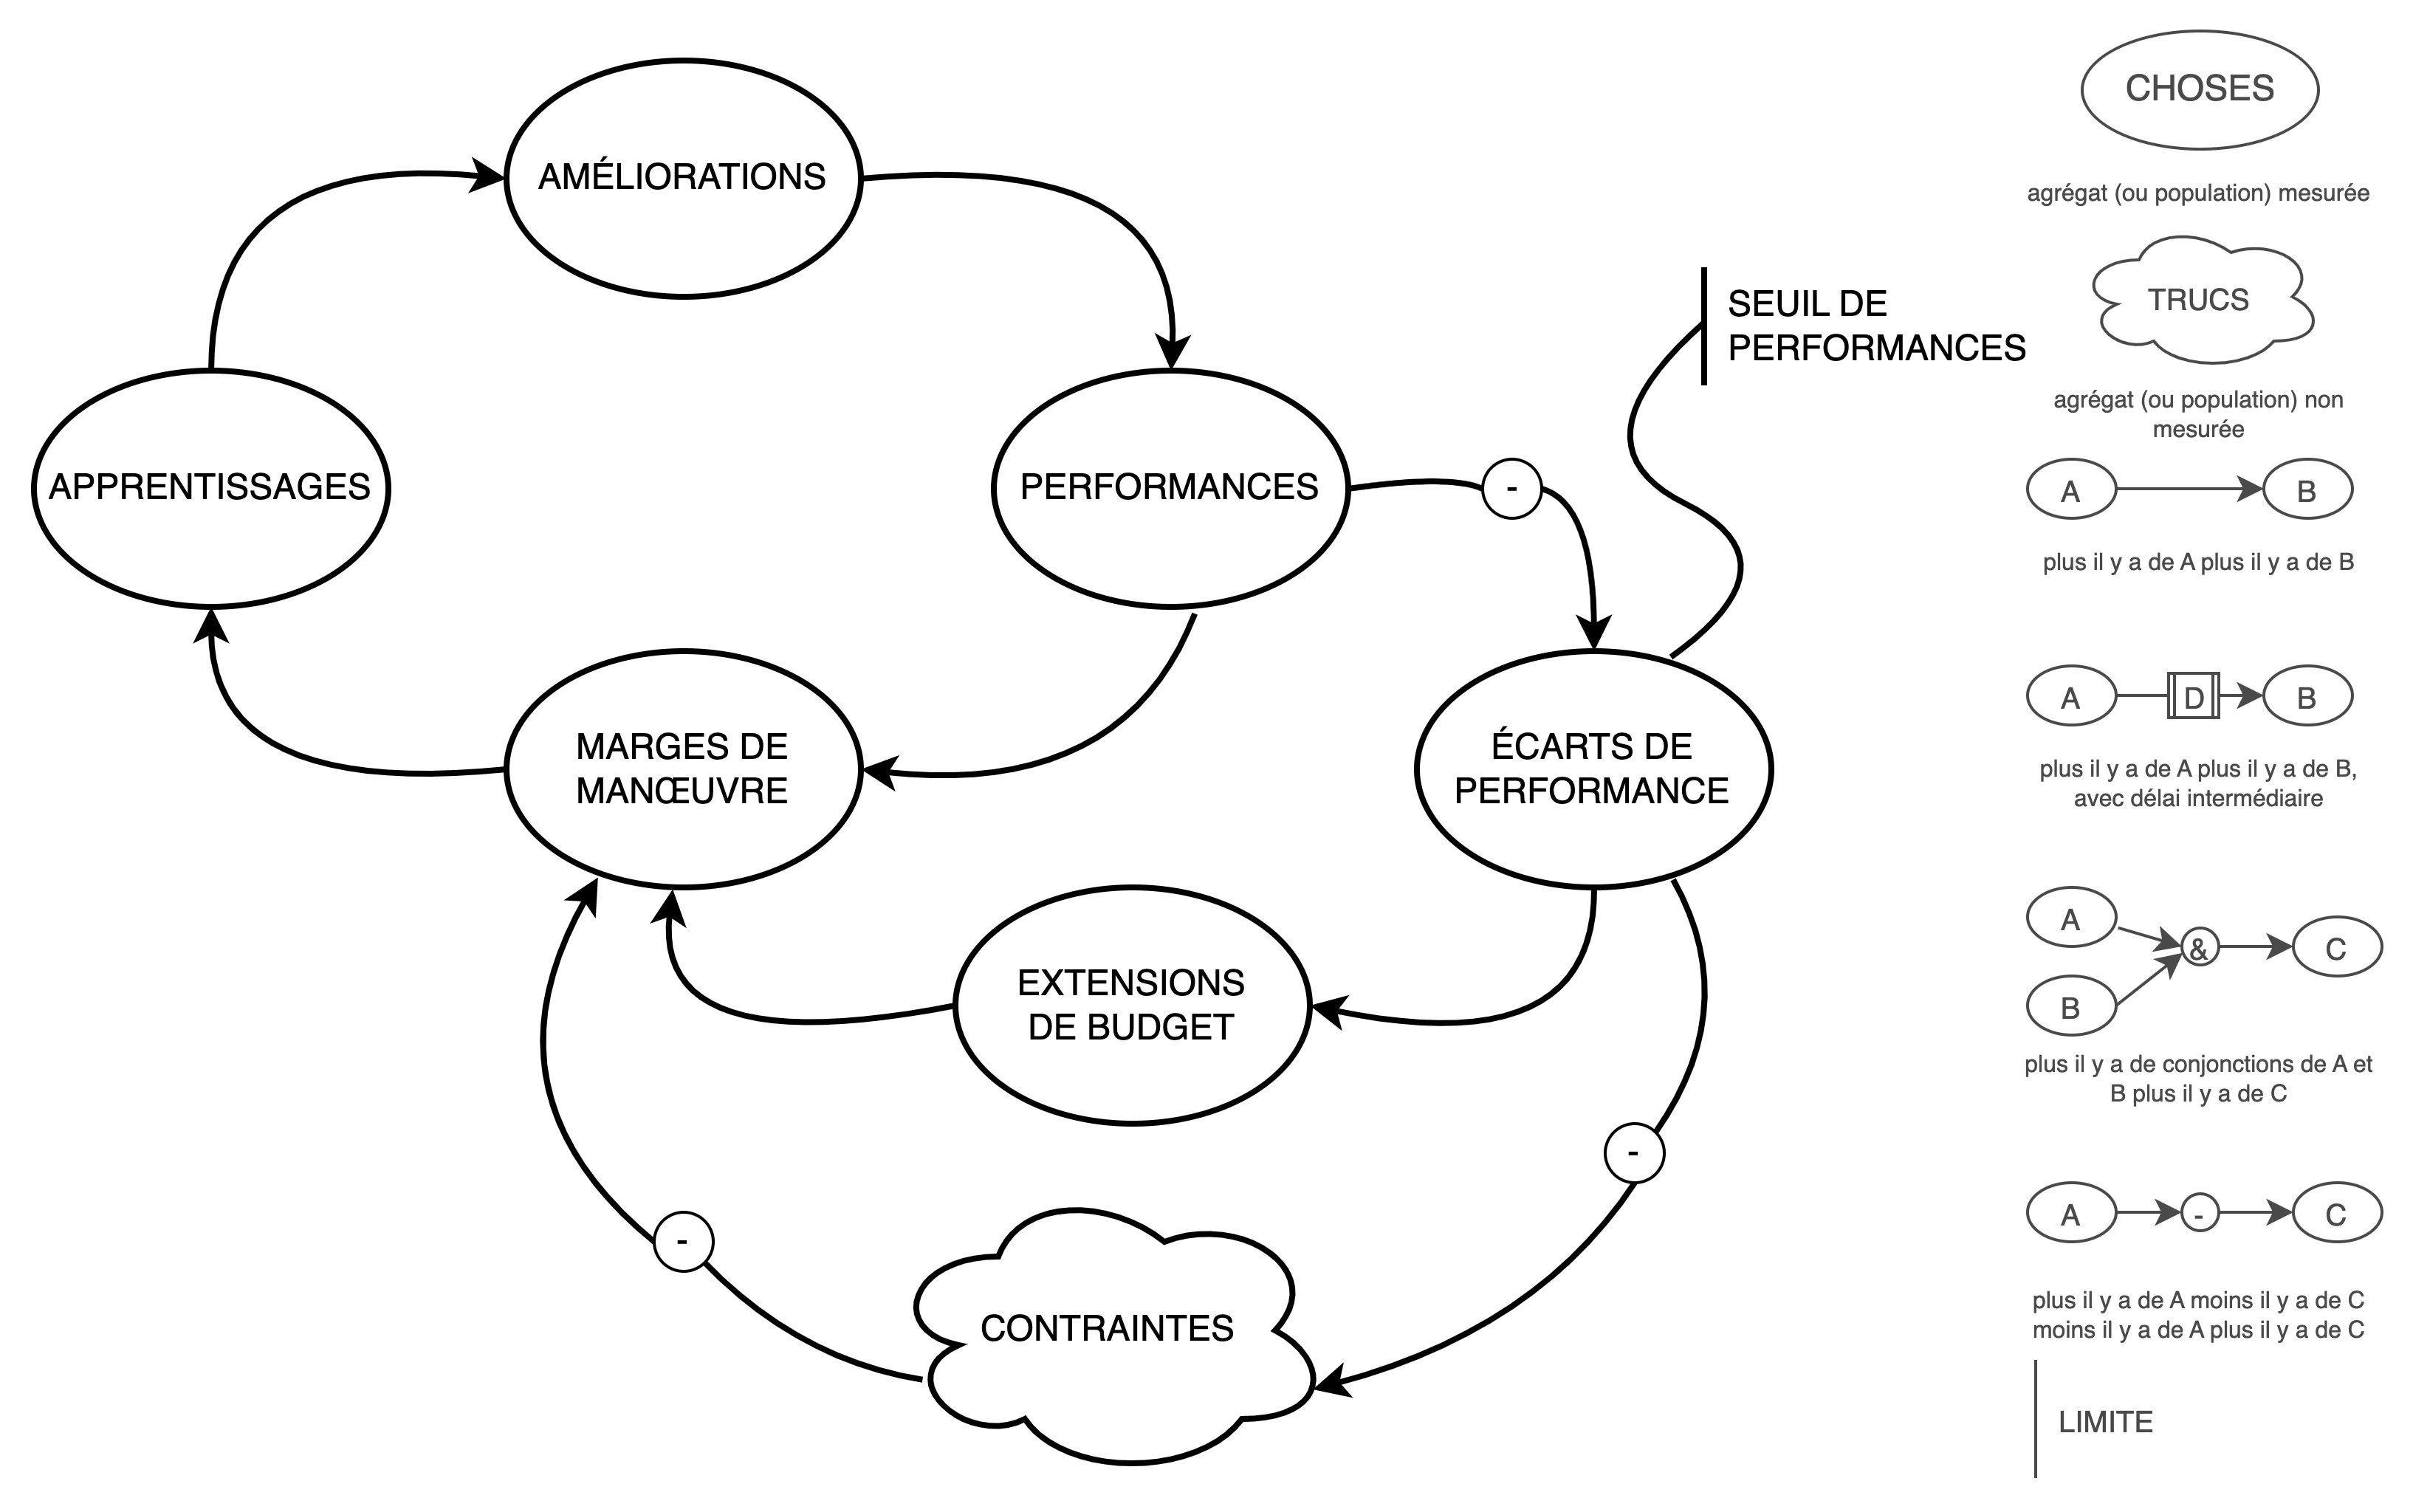 AMÉLIORATIONS
APPRENTISSAGES
PERFORMANCES
-
SEUIL DE
PERFORMANCES
MARGES DE
MANŒUVRE
ÉCARTS DE
PERFORMANCE
EXTENSIONS
DE BUDGET
-
-
CONTRAINTES
CHOSES
agrégat (ou population) mesurée
TRUCS
agrégat (ou population) non
mesurée
A B
plus il y a de A plus il y a de B
A D B
plus il y a de A plus il y a de B,
avec délai intermédiaire
A
& C
B
plus il y a de conjonctions de A et
B plus il y a de C
A - C
plus il y a de A moins il y a de C
moins il y a de A plus il y a de C
LIMITE